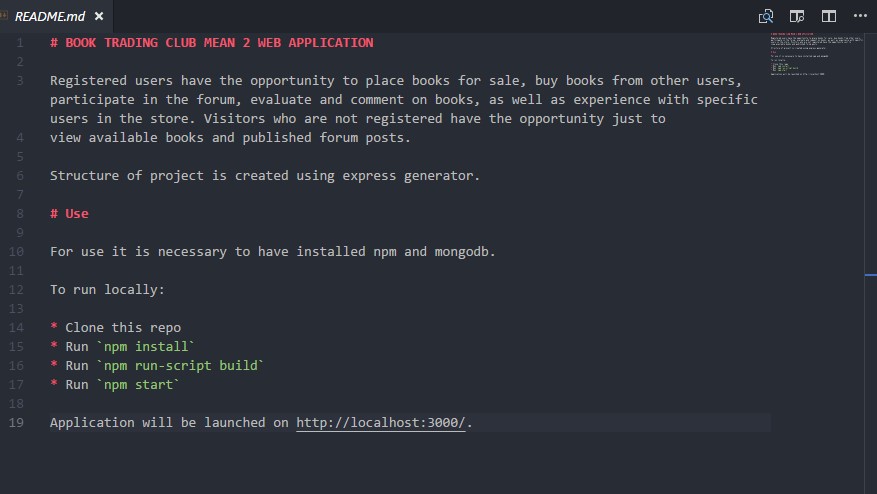 README.md ×
1 # BOOK TRADING CLUB MEAN 2 WEB APPLICATION
2
3 Registered users have the opportunity to place books for sale, buy books from other users,
participate in the forum, evaluate and comment on books, as well as experience with specific
users in the store. Visitors who are not registered have the opportunity just to
4 view available books and published forum posts.
5
6 Structure of project is created using express generator.
7
8 # Use
9
10 For use it is necessary to have installed npm and mongodb.
11
12 To run locally:
13
14 * Clone this repo
15 * Run `npm install`
16 * Run `npm run-script build`
17 * Run `npm start`
18
19 Application will be launched on http://localhost:3000/.